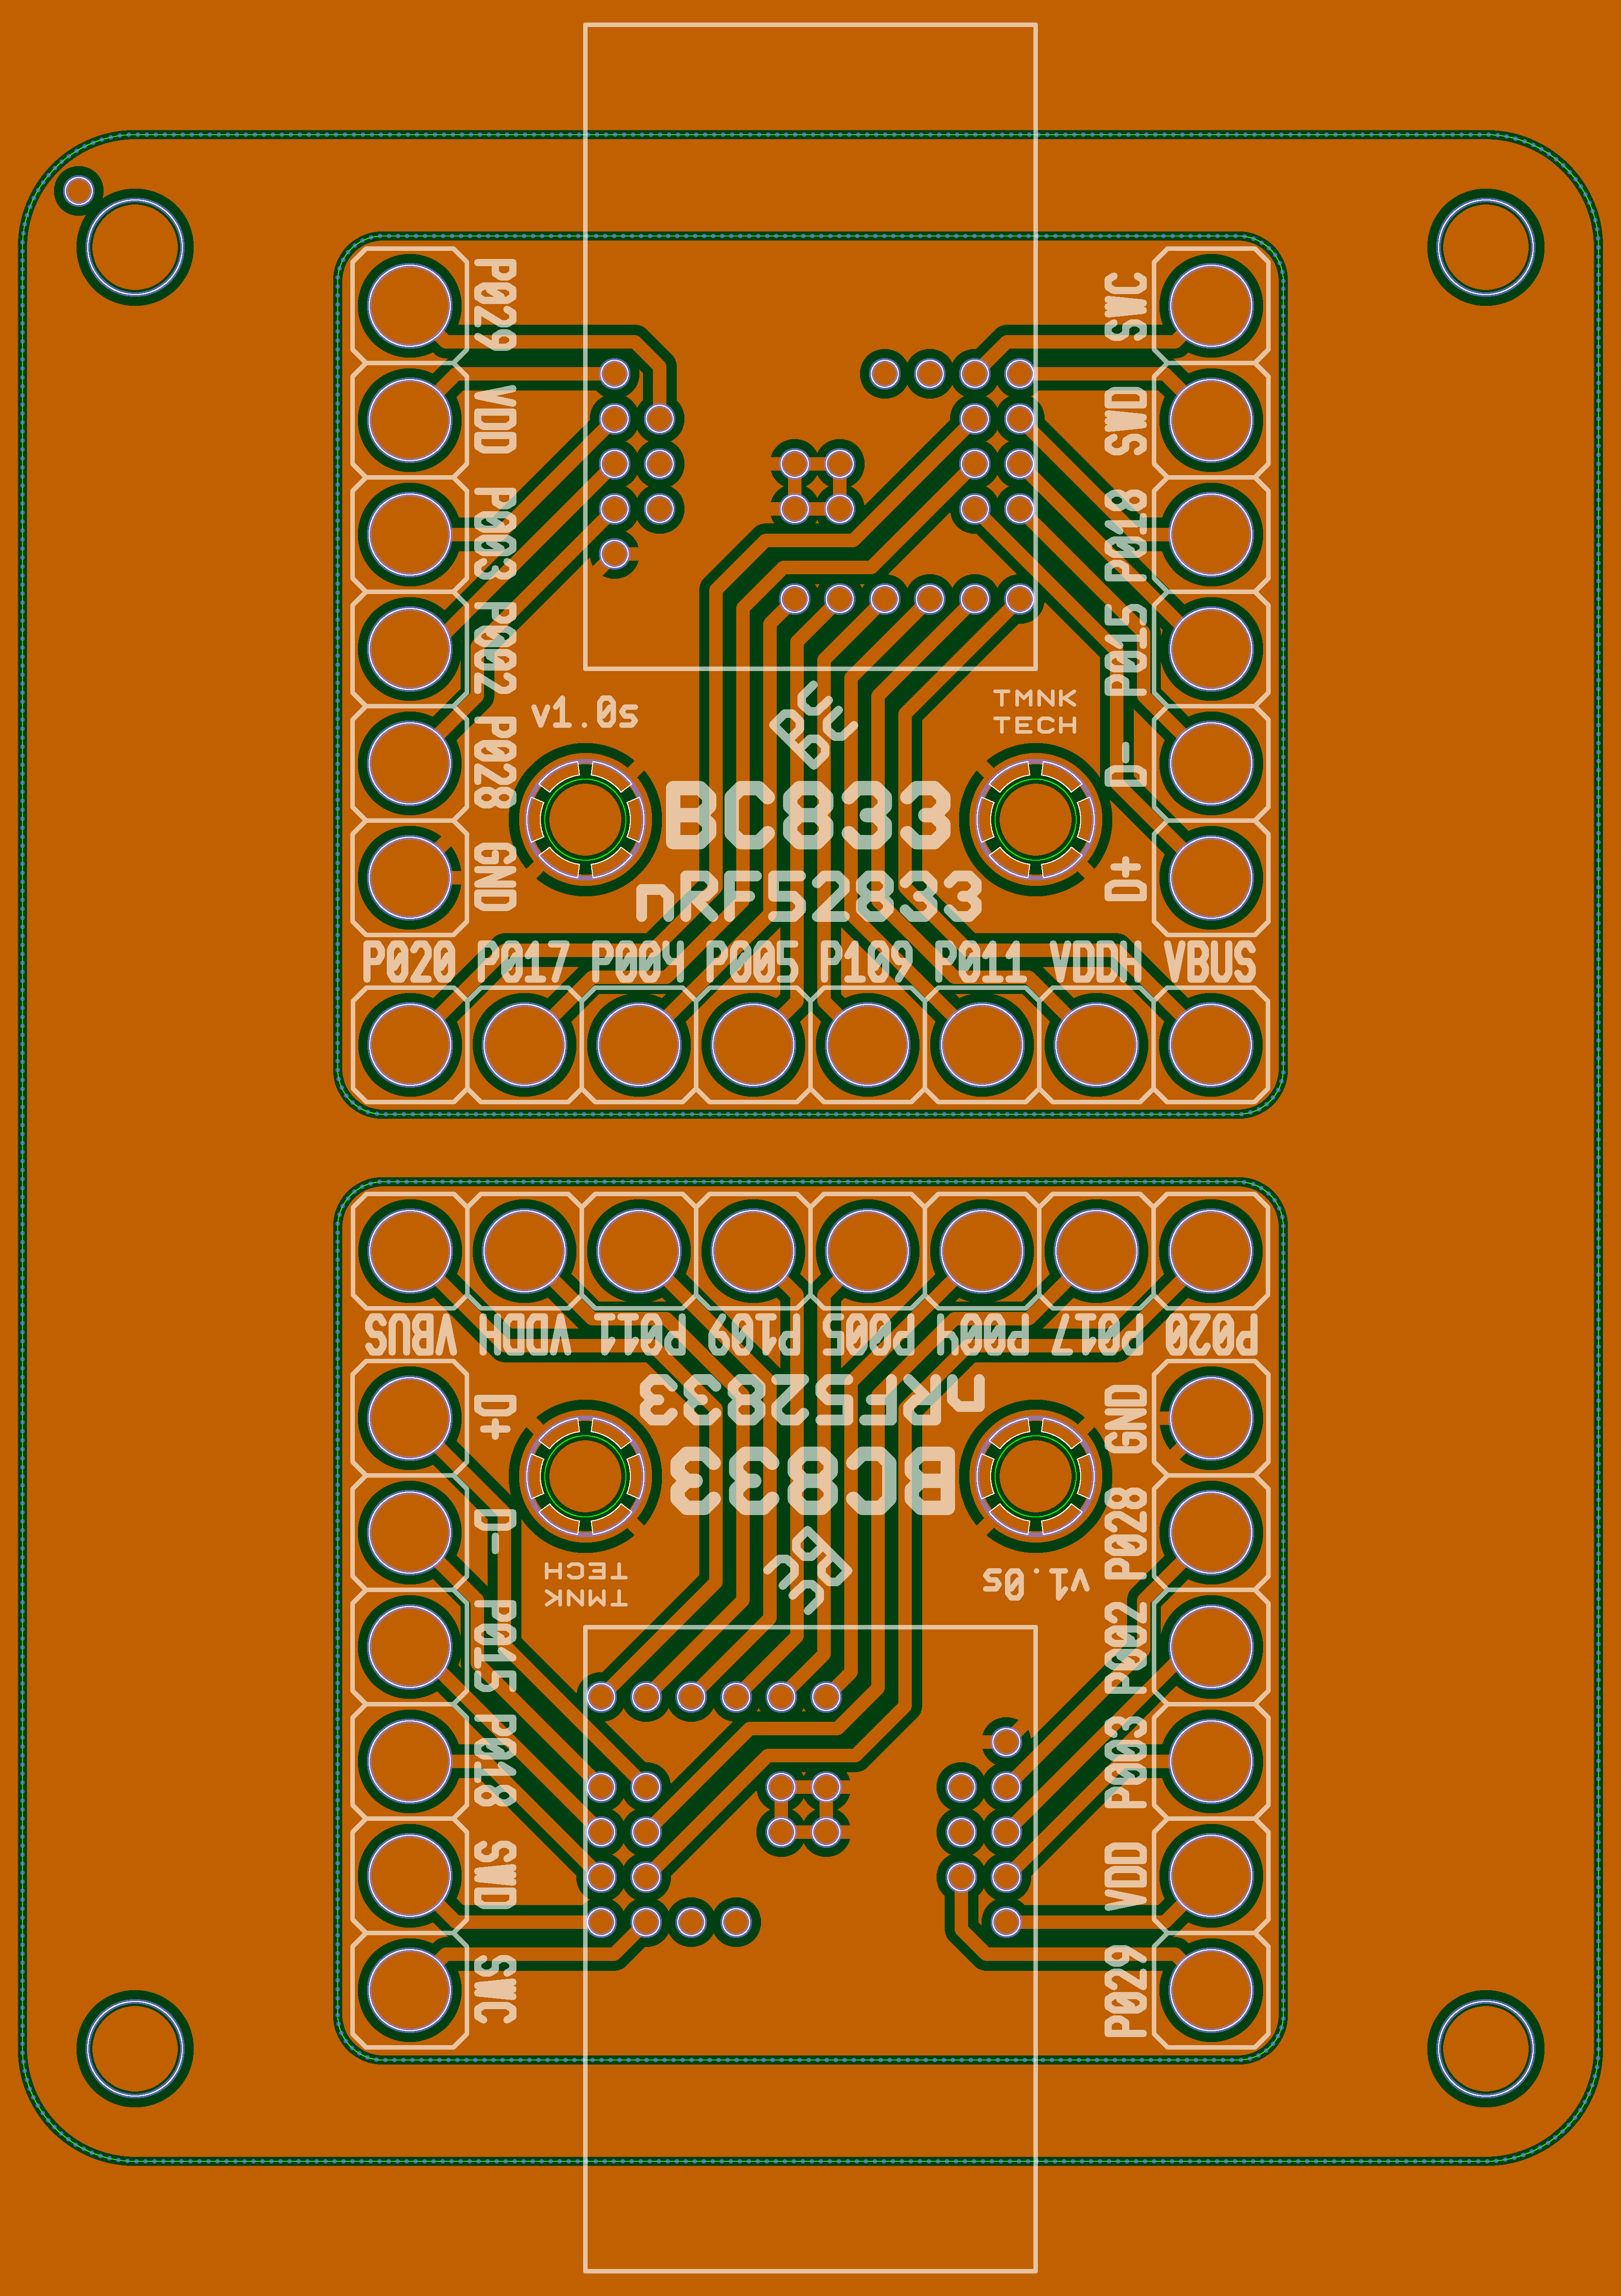 P029
SWC
VDD
SWD
P003
P018
P002
P015
v1.0s
TMNK
TECH
BC
P028
D-
BC833
GND
D+
nRF52833
P020 P017 P004 P005 P109 P011 VDDH VBUS
VBUS VDDH P011 P109 P005 P004 P017 P020
D+
GND
nRF52833
BC833
D-
P028
BC
TMNK
TECH
v1.0s
P015
P002
P018
P003
SWD
VDD
SWC
P029